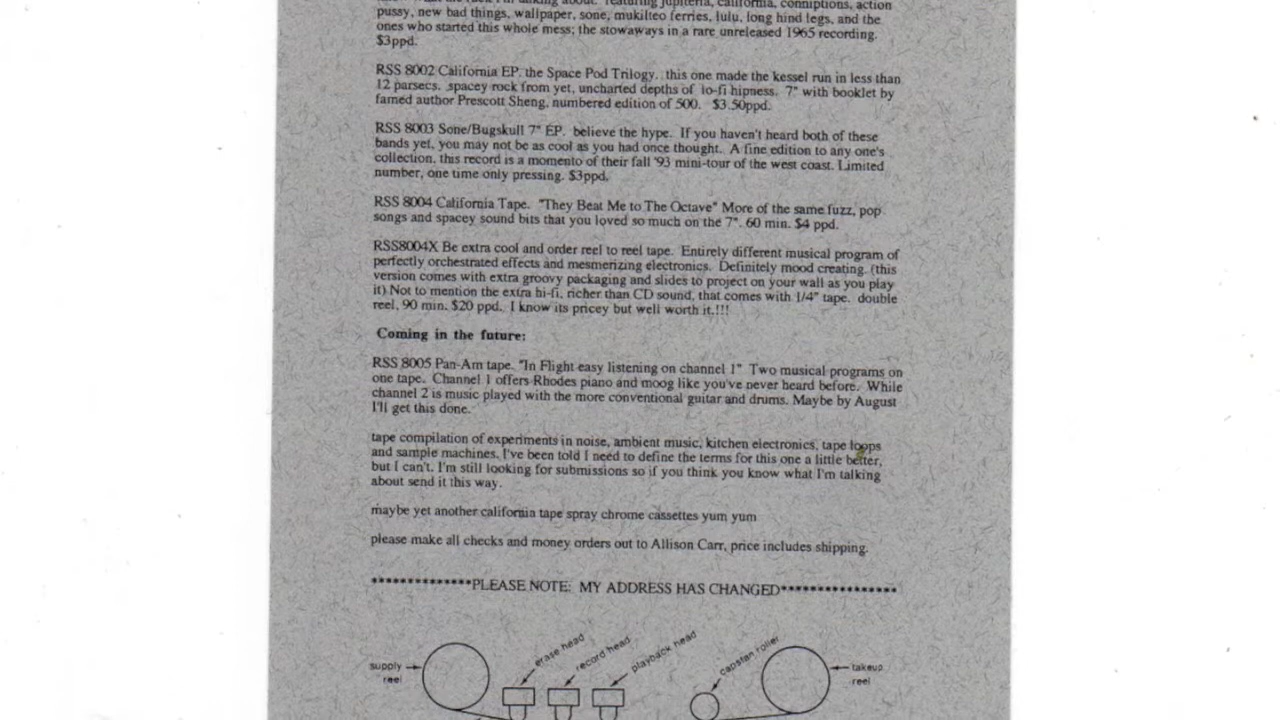 pussy, new bad things, wallpaper, sone, mukilteo ferries, lulu, long hind legs, and the
ones who started this whole mess; the stowaways in a rare unreleased 1965 recording.
$3ppd.
RSS 8002 California EP. the Space Pod Trilogy. this one made the kessel run in less than
12 parsecs. spacey rock from yet, uncharted depths of lo-fi hipness. 7" with booklet by
famed author Prescott Sheng, numbered edition of 500. $3.50ppd.
RSS 8003 Sone/Bugskull 7" EP. believe the hype. If you haven't heard both of these
bands yet, you may not be as cool as you had once thought. A fine edition to any one's
collection, this record is a momento of their fall '93 mini-tour of the west coast. Limited
number, one time only pressing. $3ppd.
RSS 8004 California Tape. "They Beat Me to The Octave" More of the same fuzz, pop
songs and spacey sound bits that you loved so much on the 7". 60 min. $4 ppd.
RSS8004X Be extra cool and order reel to reel tape. Entirely different musical program of
perfectly orchestrated effects and mesmerizing electronics. Definitely mood creating. (this
version comes with extra groovy packaging and slides to project on your wall as you play
it) Not to mention the extra hi-fi, richer than CD sound, that comes with 1/4" tape. double
reel, 90 min. $20 ppd. I know its pricey but well worth it.!!!
Coming in the future:
RSS 8005 Pan-Am tape. "In Flight easy listening on channel 1" Two musical programs on
one tape. Channel 1 offers Rhodes piano and moog like you've never heard before. While
channel 2 is music played with the more conventional guitar and drums. Maybe by August
I'll get this done.
tape compilation of experiments in noise, ambient music, kitchen electronics, tape loops
and sample machines. I've been told I need to define the terms for this one a little better,
but I can't. I'm still looking for submissions so if you think you know what I'm talking
about send it this way.
maybe yet another california tape spray chrome cassettes yum yum
please make all checks and money orders out to Allison Carr, price includes shipping.
**************PLEASE NOTE: MY ADDRESS HAS CHANGED****************
erase head
record head
playback head
capstan roller
supply
reel
takeup
reel